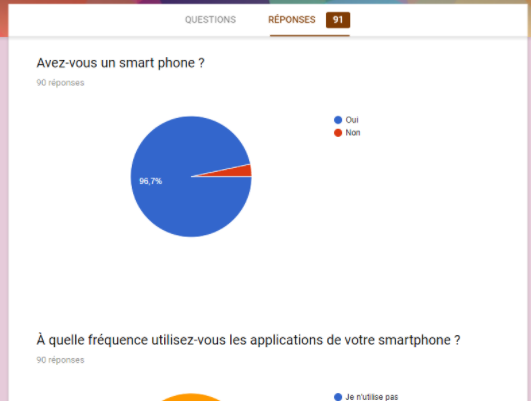 QUESTIONS RÉPONSES 91
Avez-vous un smart phone ?
90 réponses
Oui
Non
96,7%
À quelle fréquence utilisez-vous les applications de votre smartphone ?
90 réponses
Je n'utilise pas